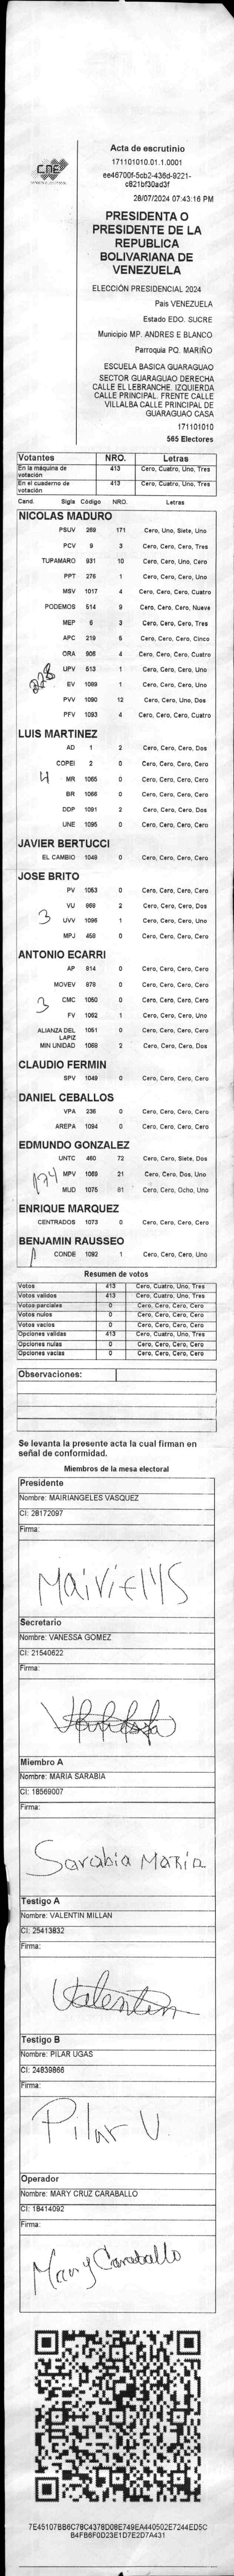 CNE
Acta de escrutinio
171101010.01.1.0001
ee46700f-5cb2-436d-9221-
c821bf30ad3f
28/07/2024 07:43:16 PM
PRESIDENTA O
PRESIDENTE DE LA
REPUBLICA
BOLIVARIANA DE
VENEZUELA
ELECCIÓN PRESIDENCIAL 2024
Pais VENEZUELA
Estado EDO. SUCRE
Municipio MP. ANDRES E BLANCO
Parroquia PQ. MARIÑO
ESCUELA BASICA GUARAGUAO
SECTOR GUARAGUAO DERECHA
CALLE EL LEBRANCHE. IZQUIERDA
CALLE PRINCIPAL. FRENTE CALLE
VILLALBA CALLE PRINCIPAL DE
GUARAGUAO CASA
171101010
565 Electores
Votantes NRO. Letras
En la máquina de votación 413 Cero, Cuatro, Uno, Tres
En el cuaderno de votación 413 Cero, Cuatro, Uno, Tres
Cand. Sigla Código NRO. Letras
NICOLAS MADURO
PSUV 269 171 Cero, Uno, Siete, Uno
PCV 9 3 Cero, Cero, Cero, Tres
TUPAMARO 931 10 Cero, Cero, Uno, Cero
PPT 276 1 Cero, Cero, Cero, Uno
MSV 1017 4 Cero, Cero, Cero, Cuatro
PODEMOS 514 9 Cero, Cero, Cero, Nueve
MEP 6 3 Cero, Cero, Cero, Tres
APC 219 5 Cero, Cero, Cero, Cinco
ORA 906 4 Cero, Cero, Cero, Cuatro
228
UPV 513 1 Cero, Cero, Cero, Uno
EV 1089 1 Cero, Cero, Cero, Uno
PVV 1090 12 Cero, Cero, Uno, Dos
PFV 1093 4 Cero, Cero, Cero, Cuatro
LUIS MARTINEZ
AD 1 2 Cero, Cero, Cero, Dos
COPEI 2 0 Cero, Cero, Cero, Cero
4
MR 1065 0 Cero, Cero, Cero, Cero
BR 1066 0 Cero, Cero, Cero, Cero
DDP 1091 2 Cero, Cero, Cero, Dos
UNE 1095 0 Cero, Cero, Cero, Cero
JAVIER BERTUCCI
EL CAMBIO 1048 0 Cero, Cero, Cero, Cero
JOSE BRITO
PV 1053 0 Cero, Cero, Cero, Cero
VU 968 2 Cero, Cero, Cero, Dos
3
UVV 1096 1 Cero, Cero, Cero, Uno
MPJ 458 0 Cero, Cero, Cero, Cero
ANTONIO ECARRI
AP 814 0 Cero, Cero, Cero, Cero
MOVEV 978 0 Cero, Cero, Cero, Cero
3
CMC 1050 0 Cero, Cero, Cero, Cero
FV 1062 1 Cero, Cero, Cero, Uno
ALIANZA DEL LAPIZ 1051 0 Cero, Cero, Cero, Cero
MIN UNIDAD 1068 2 Cero, Cero, Cero, Dos
CLAUDIO FERMIN
SPV 1049 0 Cero, Cero, Cero, Cero
DANIEL CEBALLOS
VPA 236 0 Cero, Cero, Cero, Cero
AREPA 1094 0 Cero, Cero, Cero, Cero
EDMUNDO GONZALEZ
UNTC 460 72 Cero, Cero, Siete, Dos
174
MPV 1069 21 Cero, Cero, Dos, Uno
MUD 1075 81 Cero, Cero, Ocho, Uno
ENRIQUE MARQUEZ
CENTRADOS 1073 0 Cero, Cero, Cero, Cero
BENJAMIN RAUSSEO
1
CONDE 1092 1 Cero, Cero, Cero, Uno
Resumen de votos
Votos 413 Cero, Cuatro, Uno, Tres
Votos validos 413 Cero, Cuatro, Uno, Tres
Votos parciales 0 Cero, Cero, Cero, Cero
Votos nulos 0 Cero, Cero, Cero, Cero
Votos vacios 0 Cero, Cero, Cero, Cero
Opciones validas 413 Cero, Cuatro, Uno, Tres
Opciones nulas 0 Cero, Cero, Cero, Cero
Opciones vacias 0 Cero, Cero, Cero, Cero
Observaciones:
Se levanta la presente acta la cual firman en
señal de conformidad.
Miembros de la mesa electoral
Presidente
Nombre: MAIRIANGELES VASQUEZ
CI: 28172097
Firma:
Secretario
Nombre: VANESSA GOMEZ
CI: 21540622
Firma:
Miembro A
Nombre: MARIA SARABIA
CI: 18569007
Firma:
Sarabia Maria
Testigo A
Nombre: VALENTIN MILLAN
CI: 25413832
Firma:
Valentin
Testigo B
Nombre: PILAR UGAS
CI: 24839866
Firma:
Pilar U.
Operador
Nombre: MARY CRUZ CARABALLO
CI: 18414092
Firma:
Mary Caraballo
7E45107BB6C78C4378D08E749EA440502E7244ED5C
B4FB6F0D23E1D7E2D7A431